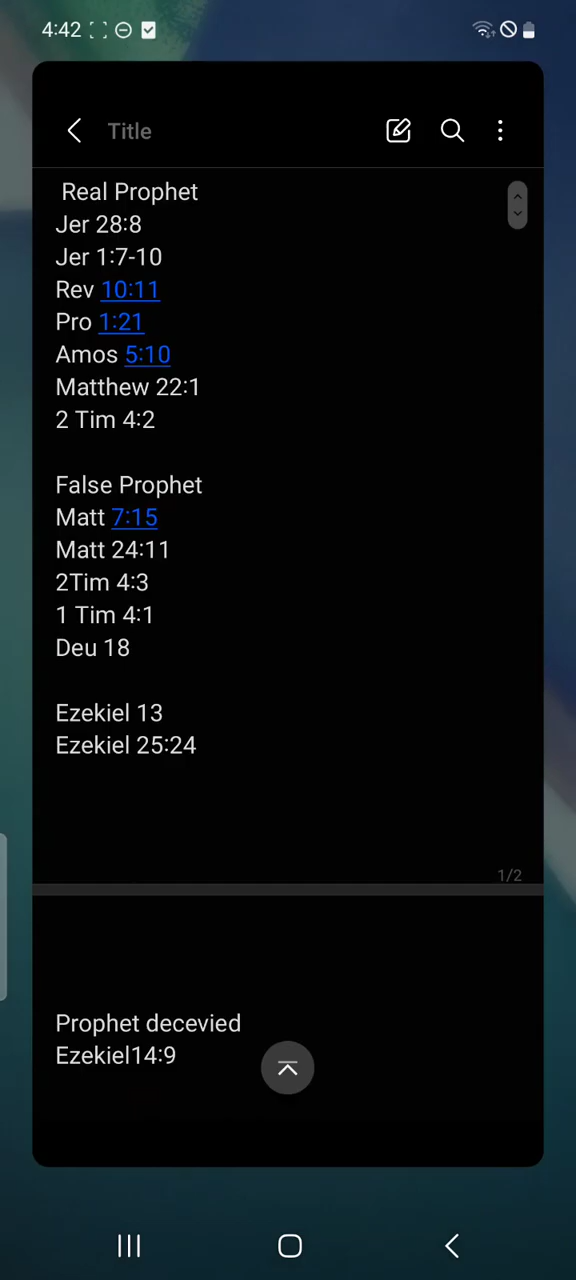 4:42
Title
Real Prophet
Jer 28:8
Jer 1:7-10
Rev 10:11
Pro 1:21
Amos 5:10
Matthew 22:1
2 Tim 4:2
False Prophet
Matt 7:15
Matt 24:11
2Tim 4:3
1 Tim 4:1
Deu 18
Ezekiel 13
Ezekiel 25:24
1/2
Prophet decevied
Ezekiel14:9